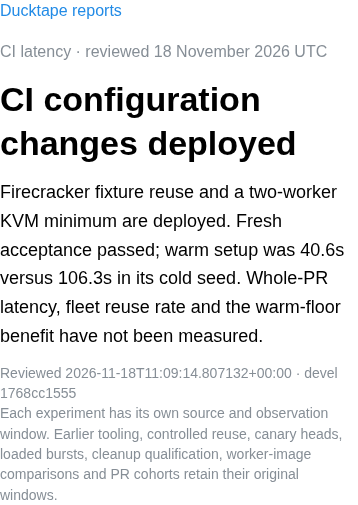 Ducktape reports
CI latency · reviewed 18 November 2026 UTC
CI configuration
changes deployed
Firecracker fixture reuse and a two-worker
KVM minimum are deployed. Fresh
acceptance passed; warm setup was 40.6s
versus 106.3s in its cold seed. Whole-PR
latency, fleet reuse rate and the warm-floor
benefit have not been measured.
Reviewed 2026-11-18T11:09:14.807132+00:00 · devel
1768cc1555
Each experiment has its own source and observation
window. Earlier tooling, controlled reuse, canary heads,
loaded bursts, cleanup qualification, worker-image
comparisons and PR cohorts retain their original
windows.